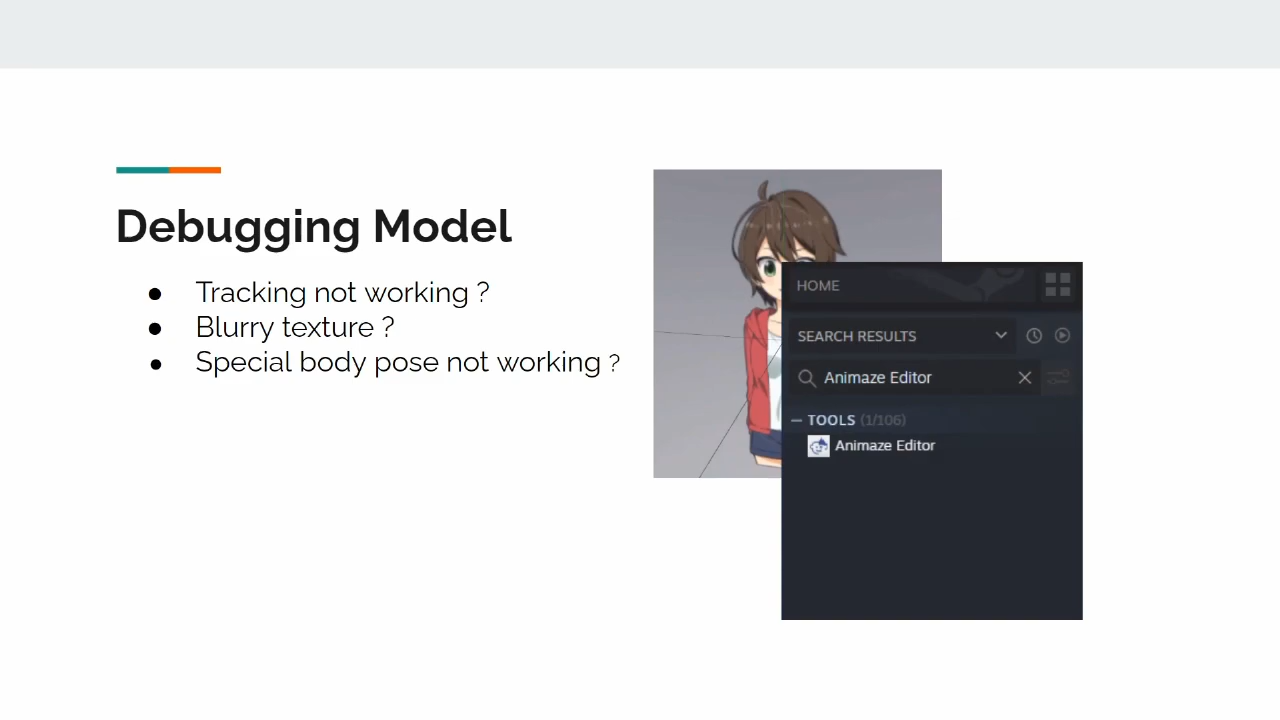 Debugging Model
● Tracking not working ?
● Blurry texture ?
● Special body pose not working ?
HOME
SEARCH RESULTS
Animaze Editor
— TOOLS (1/106)
Animaze Editor